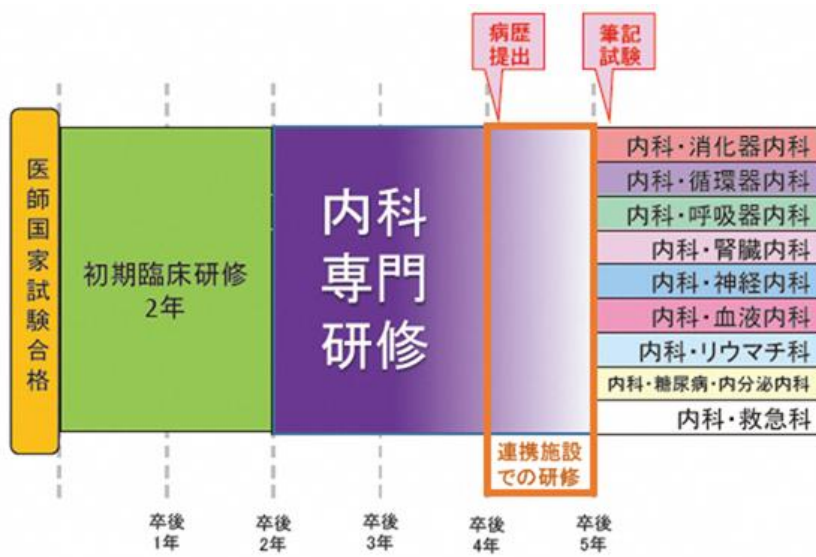 病歴
提出
筆記
試験
医師国家試験合格
初期臨床研修
2年
内科
専門
研修
内科・消化器内科
内科・循環器内科
内科・呼吸器内科
内科・腎臓内科
内科・神経内科
内科・血液内科
内科・リウマチ科
内科・糖尿病・内分泌内科
内科・救急科
連携施設
での研修
卒後
1年
卒後
2年
卒後
3年
卒後
4年
卒後
5年